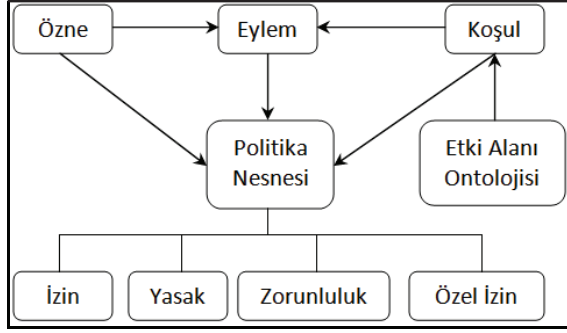 Özne
Eylem
Koşul
Politika
Nesnesi
Etki Alanı
Ontolojisi
İzin
Yasak
Zorunluluk
Özel İzin